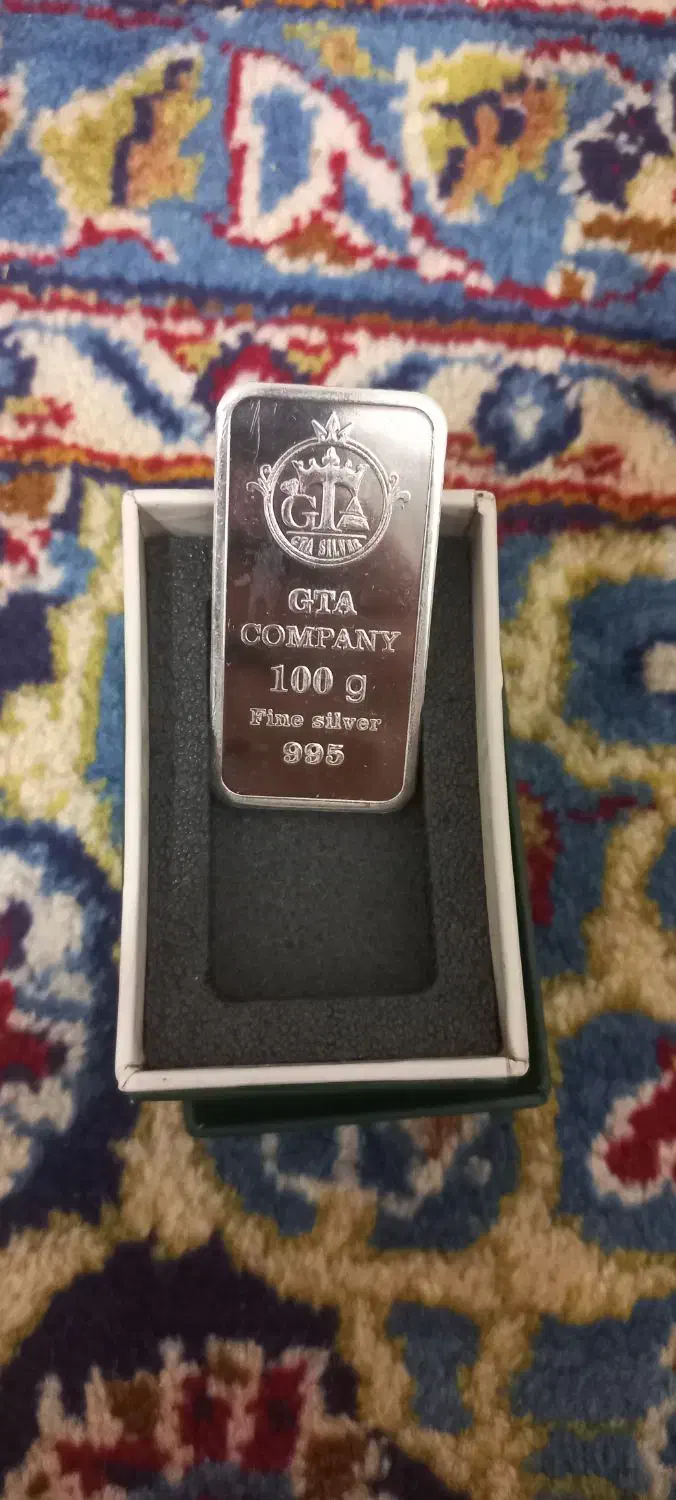 GTA
GTA SILVER
GTA
COMPANY
100 g
Fine silver
995